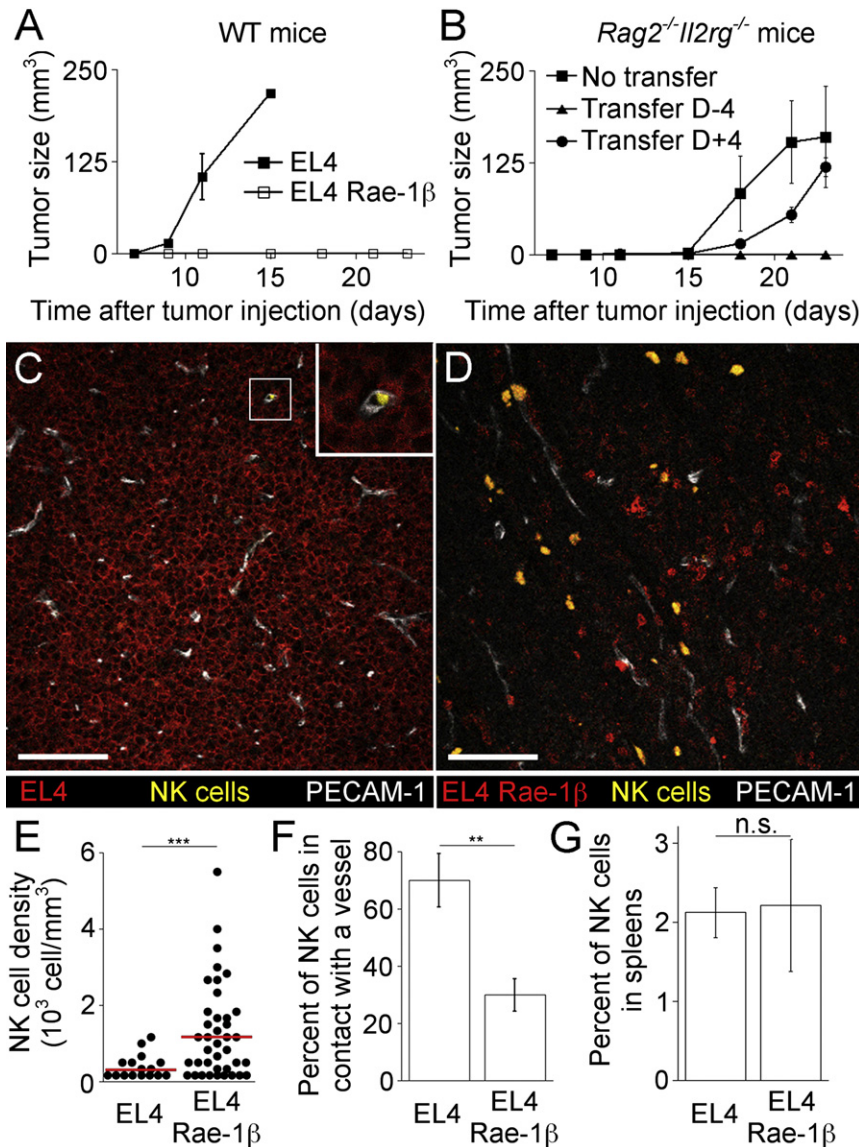 A
WT mice
Tumor size (mm³)
250
125
0
EL4
EL4 Rae-1β
10
15
20
Time after tumor injection (days)
B
Rag2⁻/⁻Il2rg⁻/⁻ mice
Tumor size (mm³)
250
125
0
No transfer
Transfer D-4
Transfer D+4
10
15
20
Time after tumor injection (days)
C
EL4 NK cells PECAM-1
D
EL4 Rae-1β NK cells PECAM-1
E
NK cell density
(10³ cell/mm³)
6
4
2
0
***
EL4
EL4
Rae-1β
F
Percent of NK cells in
contact with a vessel
80
60
40
20
0
**
EL4
EL4
Rae-1β
G
Percent of NK cells
in spleens
3
2
1
0
n.s.
EL4
EL4
Rae-1β